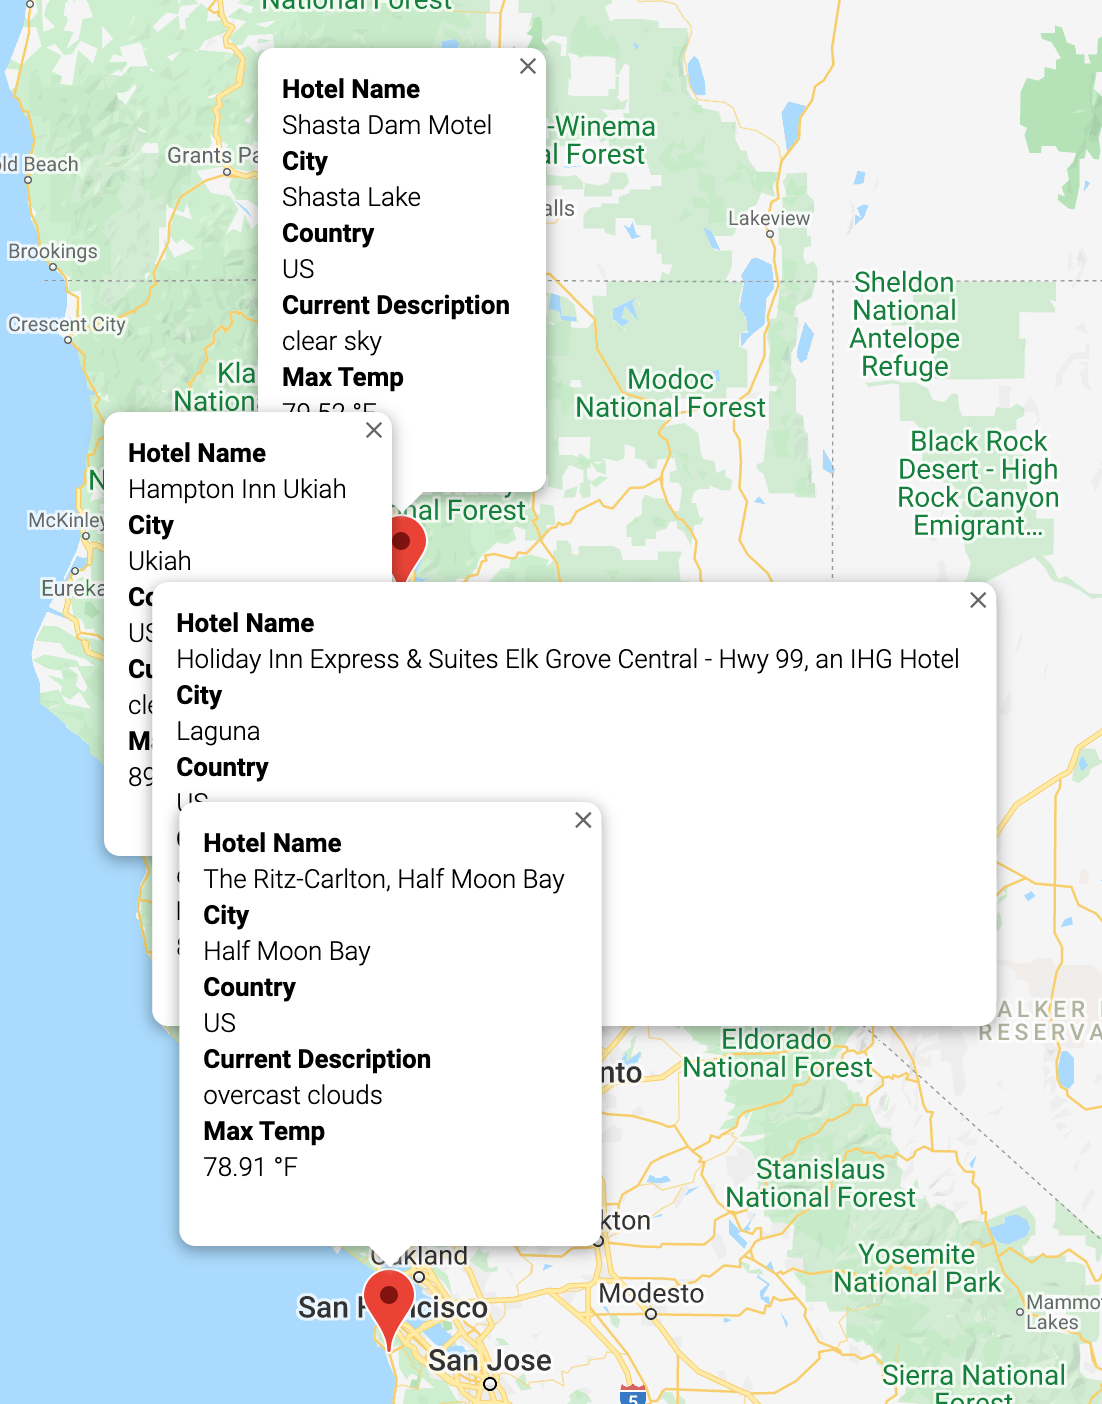 National Forest
Hotel Name
Shasta Dam Motel
City
Shasta Lake
Country
US
Current Description
clear sky
Max Temp
-Winema
al Forest
Grants Pa
old Beach
alls
Lakeview
Brookings
Crescent City
Sheldon
National
Antelope
Refuge
Kla
Nation
Modoc
National Forest
Black Rock
Desert - High
Rock Canyon
Emigrant...
nal Forest
McKinley
Eureka
Hotel Name
Hampton Inn Ukiah
City
Ukiah
Co
US
Cu
cle
Ma
89
Hotel Name
Holiday Inn Express & Suites Elk Grove Central - Hwy 99, an IHG Hotel
City
Laguna
Country
US
Hotel Name
The Ritz-Carlton, Half Moon Bay
City
Half Moon Bay
Country
US
Current Description
overcast clouds
Max Temp
78.91 °F
ALKER
RESERVA
Eldorado
National Forest
nto
Stanislaus
National Forest
kton
Oakland
Yosemite
National Park
San F ncisco
Modesto
Mammo
Lakes
San Jose
Sierra National
Forest
5